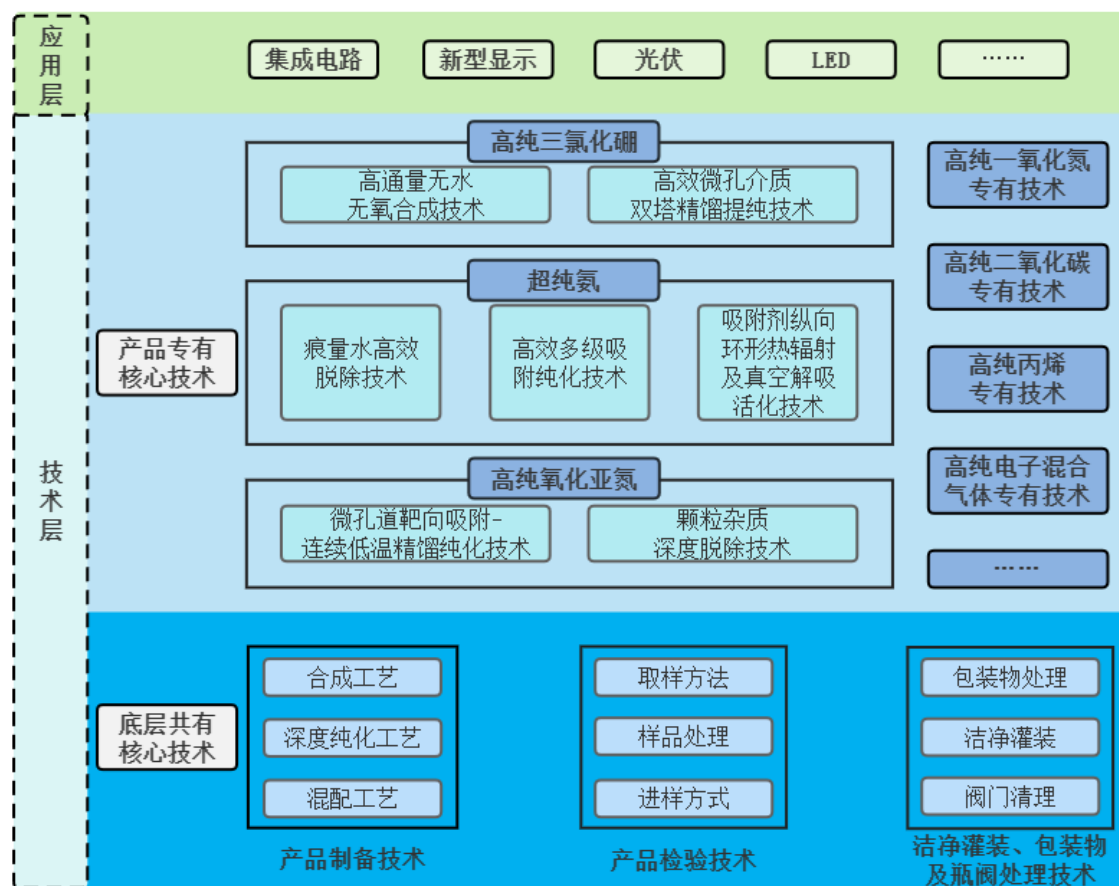 应
用
层
集成电路
新型显示
光伏
LED
……
技
术
层
产品专有
核心技术
高纯三氯化硼
高通量无水
无氧合成技术
高效微孔介质
双塔精馏提纯技术
超纯氨
痕量水高效
脱除技术
高效多级吸
附纯化技术
吸附剂纵向
环形热辐射
及真空解吸
活化技术
高纯氧化亚氮
微孔道靶向吸附-
连续低温精馏纯化技术
颗粒杂质
深度脱除技术
高纯一氧化氮
专有技术
高纯二氧化碳
专有技术
高纯丙烯
专有技术
高纯电子混合
气体专有技术
……
底层共有
核心技术
合成工艺
深度纯化工艺
混配工艺
产品制备技术
取样方法
样品处理
进样方式
产品检验技术
包装物处理
洁净灌装
阀门清理
洁净灌装、包装物
及瓶阀处理技术